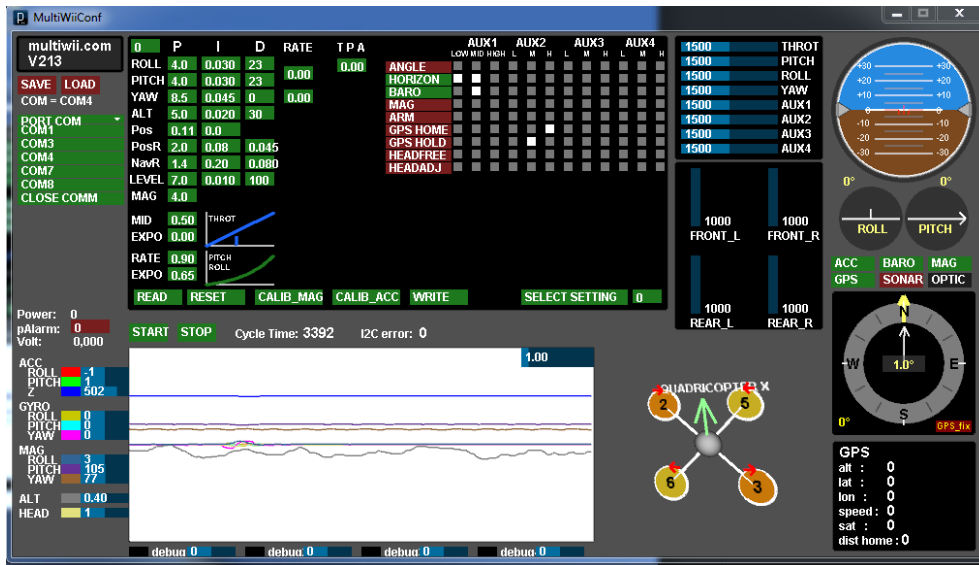 MultiWiiConf
multiwii.com
V213
SAVE LOAD
COM = COM4
PORT COM
COM1
COM3
COM4
COM7
COM8
CLOSE COMM
0 P I D RATE T P A
ROLL 4.0 0.030 23 0.00 0.00
PITCH 4.0 0.030 23
YAW 8.5 0.045 0 0.00
ALT 5.0 0.020 30
Pos 0.11 0.0
PosR 2.0 0.08 0.045
NavR 1.4 0.20 0.080
LEVEL 7.0 0.010 100
MAG 4.0
MID 0.50
EXPO 0.00
THROT
RATE 0.90
EXPO 0.65
PITCH
ROLL
AUX1 AUX2 AUX3 AUX4
LOW MID HIGH L M H L M H L M H
ANGLE
HORIZON
BARO
MAG
ARM
GPS HOME
GPS HOLD
HEADFREE
HEADADJ
READ RESET CALIB_MAG CALIB_ACC WRITE SELECT SETTING 0
1500 THROT
1500 PITCH
1500 ROLL
1500 YAW
1500 AUX1
1500 AUX2
1500 AUX3
1500 AUX4
1000 1000
FRONT_L FRONT_R
1000 1000
REAR_L REAR_R
+30 +30
+20 +20
+10 +10
0 0
-10 -10
-20 -20
-30 -30
0° 0°
ROLL PITCH
ACC BARO MAG
GPS SONAR OPTIC
N
W 1.0° E
S
0° GPS_fix
Power: 0
pAlarm: 0
Volt: 0,000
START STOP Cycle Time: 3392 I2C error: 0
1.00
ACC
ROLL -1
PITCH 1
Z 502
GYRO
ROLL 0
PITCH 0
YAW 0
MAG
ROLL 3
PITCH 105
YAW 77
ALT 0.40
HEAD 1
debug 0 debug: 0 debug 0 debug. 0
QUADRICOPTER X
2 5
6 3
GPS
alt : 0
lat : 0
lon : 0
speed : 0
sat : 0
dist home : 0